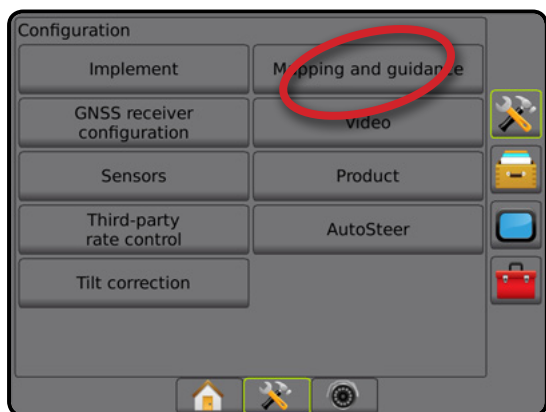 Configuration
Implement
Mapping and guidance
GNSS receiver
configuration
Video
Sensors
Product
Third-party
rate control
AutoSteer
Tilt correction